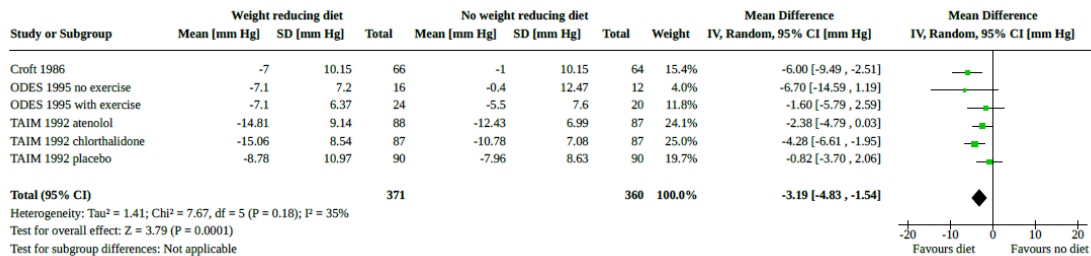 Weight reducing diet No weight reducing diet Mean Difference Mean Difference
Study or Subgroup Mean [mm Hg] SD [mm Hg] Total Mean [mm Hg] SD [mm Hg] Total Weight IV, Random, 95% CI [mm Hg] IV, Random, 95% CI [mm Hg]
Croft 1986 -7 10.15 66 -1 10.15 64 15.4% -6.00 [-9.49 , -2.51]
ODES 1995 no exercise -7.1 7.2 16 -0.4 12.47 12 4.0% -6.70 [-14.59 , 1.19]
ODES 1995 with exercise -7.1 6.37 24 -5.5 7.6 20 11.8% -1.60 [-5.79 , 2.59]
TAIM 1992 atenolol -14.81 9.14 88 -12.43 6.99 87 24.1% -2.38 [-4.79 , 0.03]
TAIM 1992 chlorthalidone -15.06 8.54 87 -10.78 7.08 87 25.0% -4.28 [-6.61 , -1.95]
TAIM 1992 placebo -8.78 10.97 90 -7.96 8.63 90 19.7% -0.82 [-3.70 , 2.06]
Total (95% CI) 371 360 100.0% -3.19 [-4.83 , -1.54]
Heterogeneity: Tau² = 1.41; Chi² = 7.67, df = 5 (P = 0.18); I² = 35%
Test for overall effect: Z = 3.79 (P = 0.0001)
-20 -10 0 10 20
Test for subgroup differences: Not applicable Favours diet Favours no diet